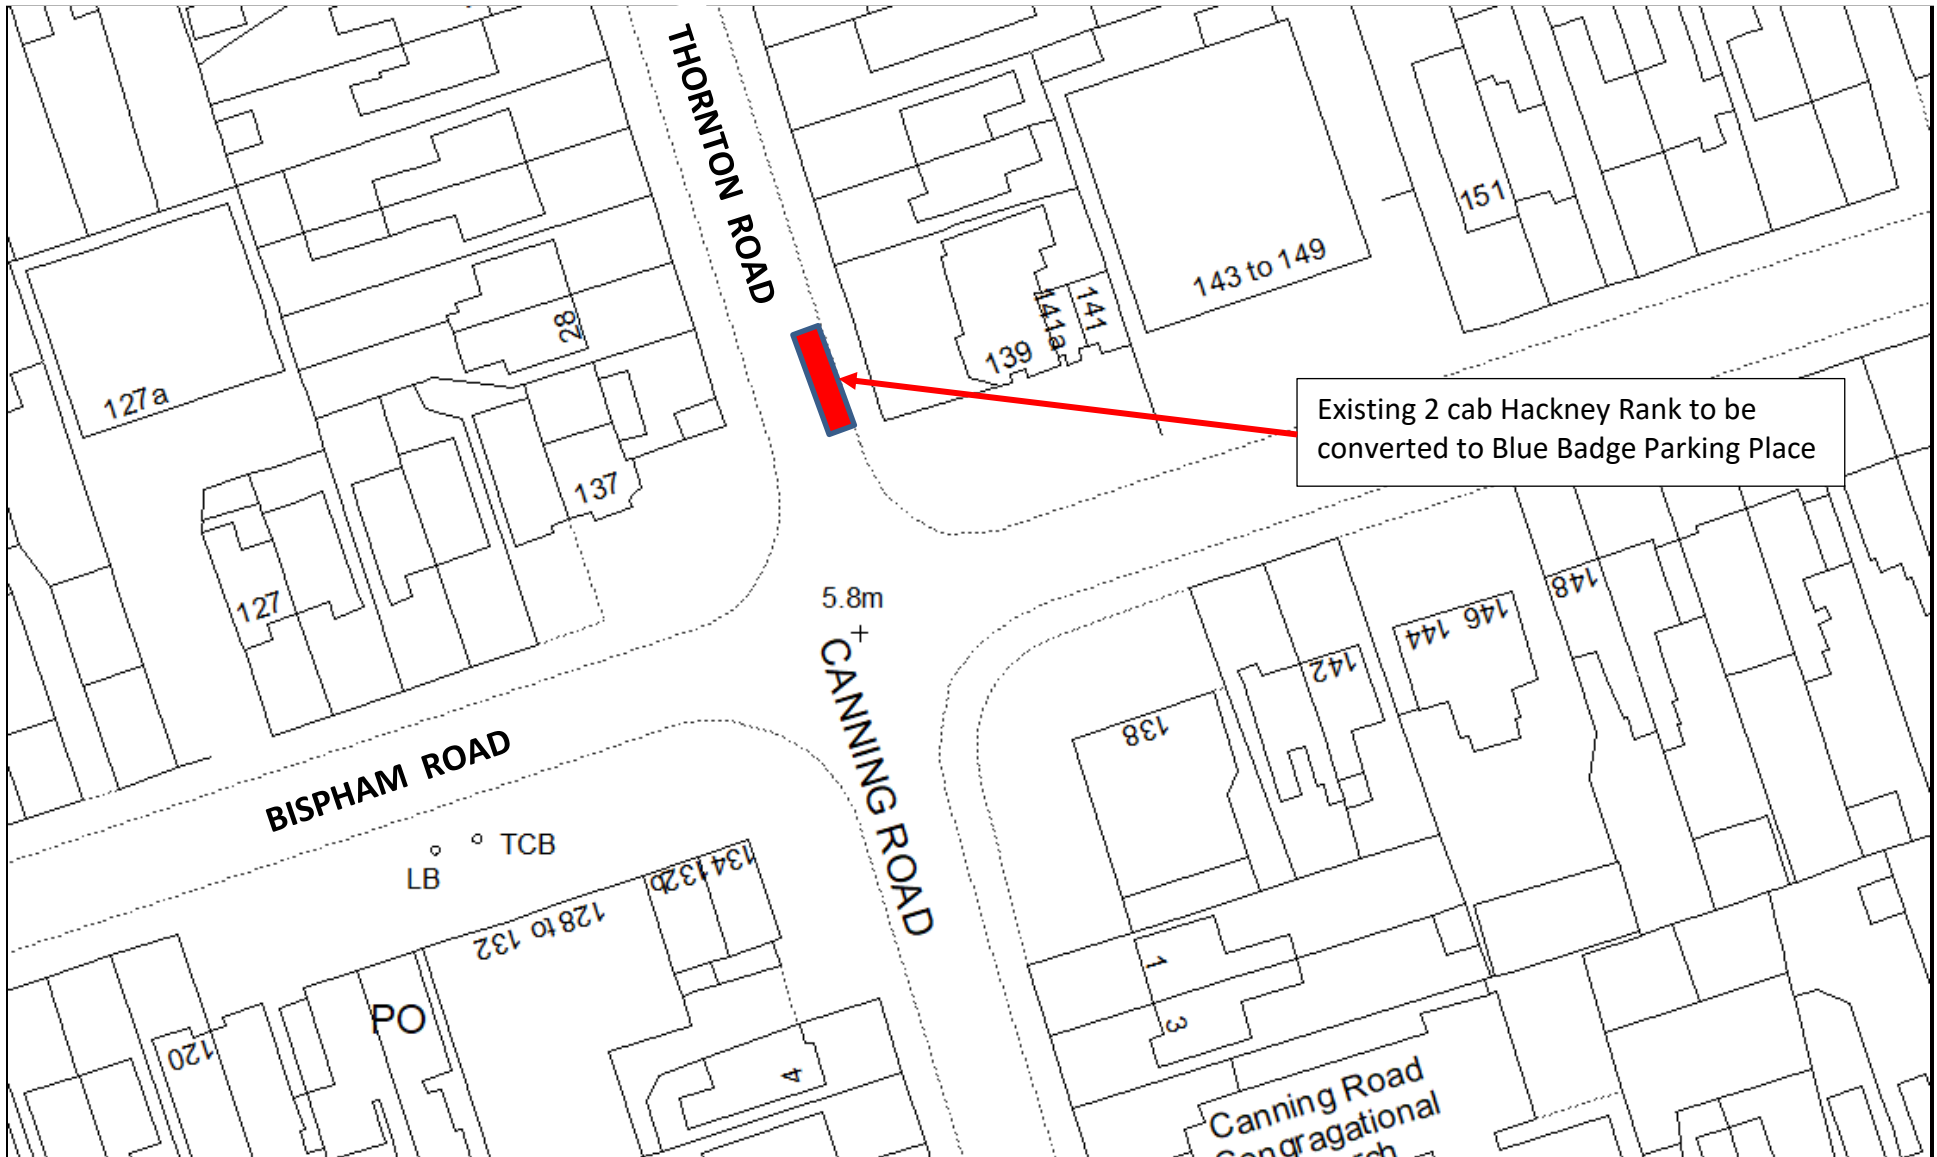 THORNTON ROAD
151
143 to 149
141
141a
139
28
127a
Existing 2 cab Hackney Rank to be
converted to Blue Badge Parking Place
137
127
5.8m
148
146
144
142
138
CANNING ROAD
BISPHAM ROAD
TCB
LB
134
132b
128 to 132
1
3
PO
120
4
Canning Road
Congragational